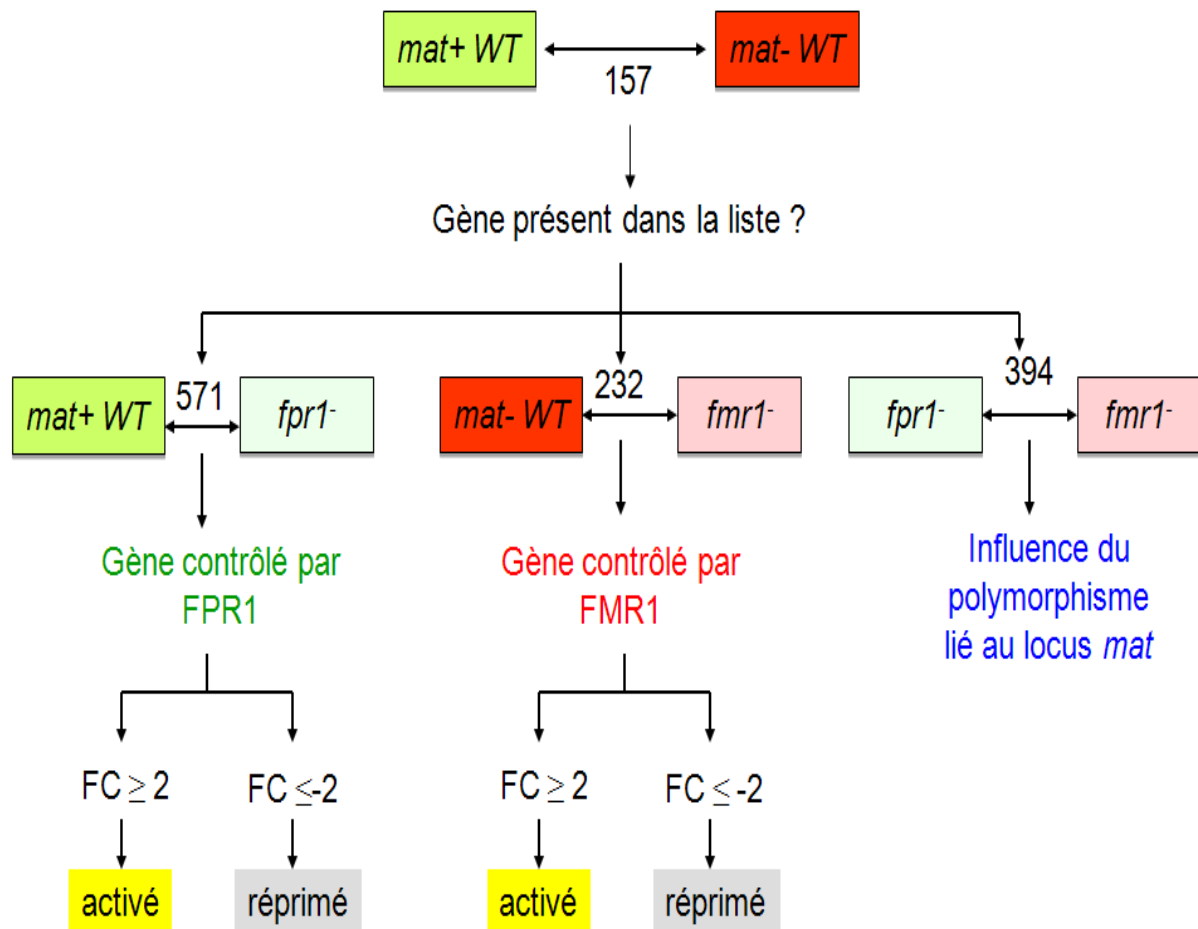 mat+ WT
mat- WT
157
Gène présent dans la liste ?
mat+ WT
571
fpr1-
mat- WT
232
fmr1-
fpr1-
394
fmr1-
Gène contrôlé par
FPR1
Gène contrôlé par
FMR1
Influence du
polymorphisme
lié au locus mat
FC ≥ 2
FC ≤-2
FC ≥ 2
FC ≤ -2
activé
réprimé
activé
réprimé